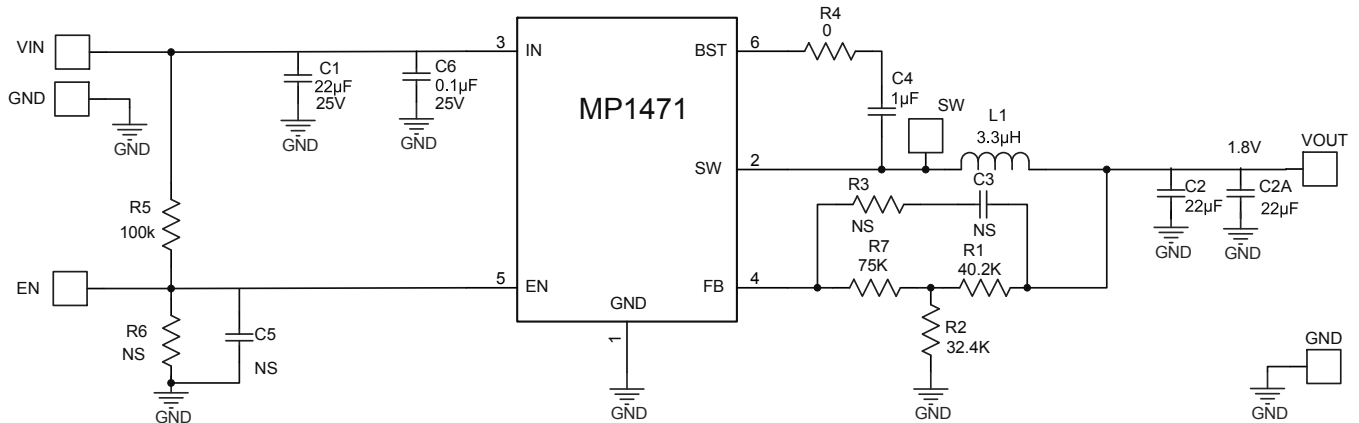 VIN
GND
GND
C1
22µF
25V
GND
C6
0.1µF
25V
GND
3
IN
MP1471
BST
6
R4
0
C4
1µF
SW
L1
3.3µH
SW
2
1.8V
VOUT
C2
22µF
GND
C2A
22µF
GND
R3
NS
C3
NS
R5
100k
R7
75K
R1
40.2K
FB
4
EN
5
EN
GND
1
GND
R6
NS
C5
NS
GND
R2
32.4K
GND
GND
GND